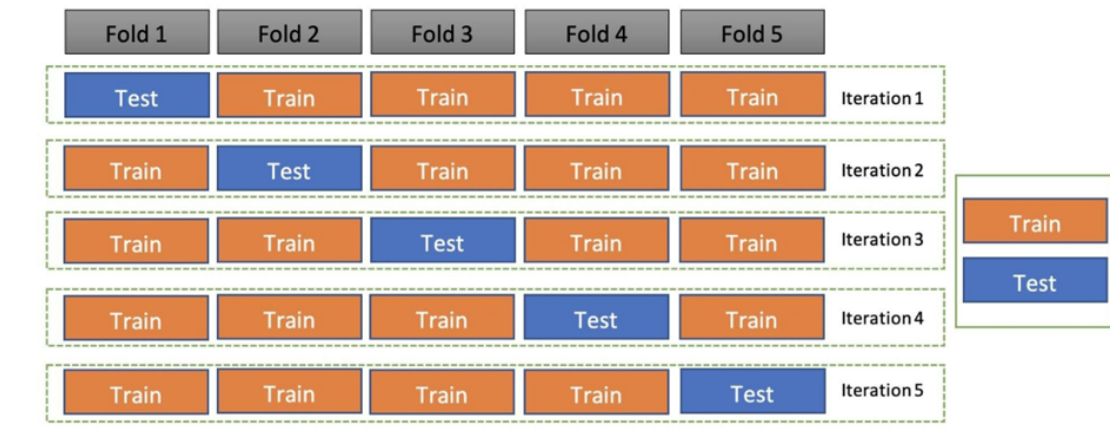 Fold 1 Fold 2 Fold 3 Fold 4 Fold 5
Test Train Train Train Train Iteration 1
Train Test Train Train Train Iteration 2
Train Train Test Train Train Iteration 3
Train Train Train Test Train Iteration 4
Train Train Train Train Test Iteration 5
Train
Test